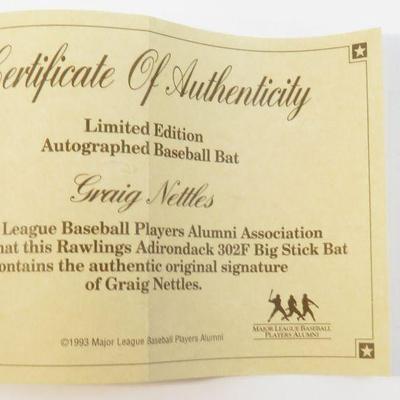 Certificate Of Authenticity
Limited Edition
Autographed Baseball Bat
Graig Nettles
League Baseball Players Alumni Association
hat this Rawlings Adirondack 302F Big Stick Bat
ontains the authentic original signature
of Graig Nettles.
MAJOR LEAGUE BASEBALL
PLAYERS ALUMNI
©1993 Major League Baseball Players Alumni